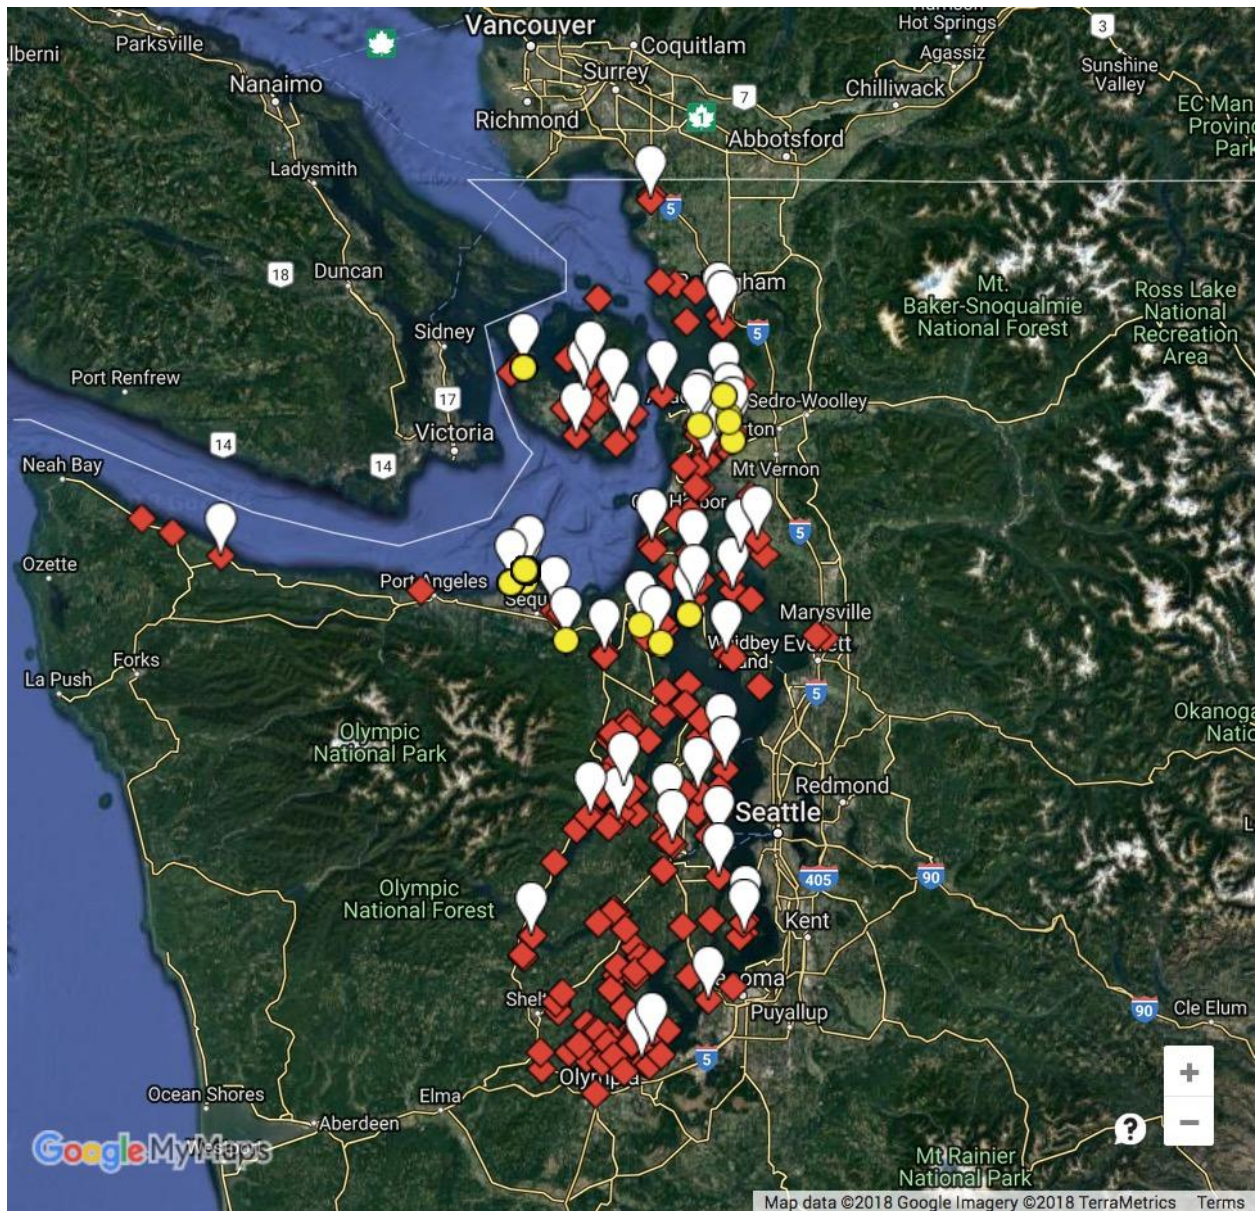 Vancouver
Hot Springs
3
Parksville
Coquitlam
Agassiz
Sunshine
Valley
Surrey
Nanaimo
7
Chilliwack
Richmond
1
EC Man
Provin
Park
Abbotsford
Ladysmith
5
18
Duncan
Mt.
Baker-Snoqualmie
National Forest
Ross Lake
National
Recreation
Area
Sidney
5
Port Renfrew
17
Sedro-Woolley
14
Victoria
14
Neah Bay
Mt Vernon
5
Ozette
Port Angeles
Marysville
Everett
Forks
La Push
5
Okanoga
Olympic
National Park
Redmond
Seattle
405
90
Olympic
National Forest
Kent
Puyallup
90
Cle Elum
5
Olympia
Ocean Shores
Elma
Aberdeen
Google My Maps
Mt Rainier
National Park
Map data ©2018 Google Imagery ©2018 TerraMetrics Terms